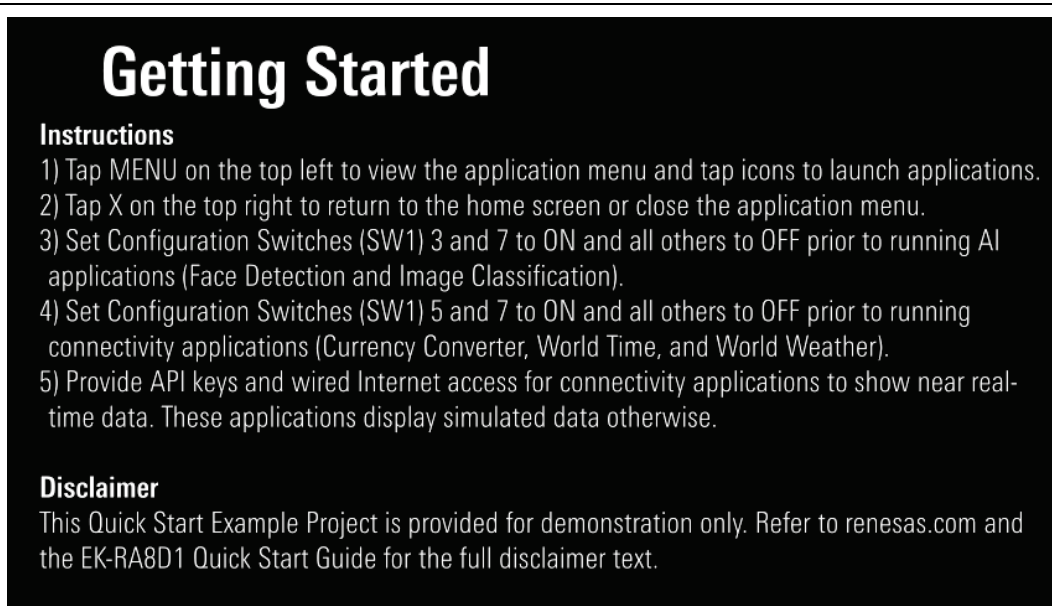 Getting Started
Instructions
1) Tap MENU on the top left to view the application menu and tap icons to launch applications.
2) Tap X on the top right to return to the home screen or close the application menu.
3) Set Configuration Switches (SW1) 3 and 7 to ON and all others to OFF prior to running AI
applications (Face Detection and Image Classification).
4) Set Configuration Switches (SW1) 5 and 7 to ON and all others to OFF prior to running
connectivity applications (Currency Converter, World Time, and World Weather).
5) Provide API keys and wired Internet access for connectivity applications to show near real-
time data. These applications display simulated data otherwise.
Disclaimer
This Quick Start Example Project is provided for demonstration only. Refer to renesas.com and
the EK-RA8D1 Quick Start Guide for the full disclaimer text.